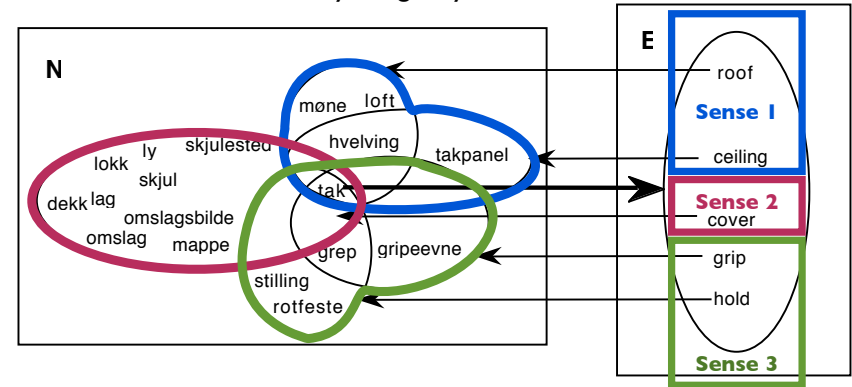 N
møne
loft
hvelving
takpanel
skjulested
ly
lokk
skjul
dekk
lag
omslagsbilde
omslag
mappe
tak
grep
gripeevne
stilling
rotfeste
E
roof
Sense 1
ceiling
Sense 2
cover
grip
hold
Sense 3